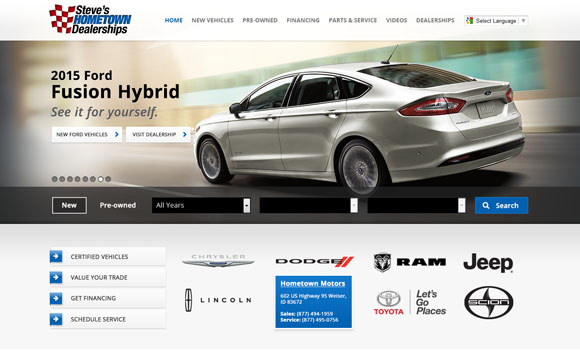 Steve's
HOMETOWN
Dealerships
HOME NEW VEHICLES PRE-OWNED FINANCING PARTS & SERVICE VIDEOS DEALERSHIPS Select Language
2015 Ford
Fusion Hybrid
See it for yourself.
NEW FORD VEHICLES VISIT DEALERSHIP
New Pre-owned All Years Search
CERTIFIED VEHICLES
VALUE YOUR TRADE
GET FINANCING
SCHEDULE SERVICE
CHRYSLER DODGE RAM Jeep
LINCOLN
Hometown Motors
602 US Highway 95 Weiser,
ID 83672
Sales: (877) 494-1959
Service: (877) 495-0756
TOYOTA
Let's
Go
Places
SCION